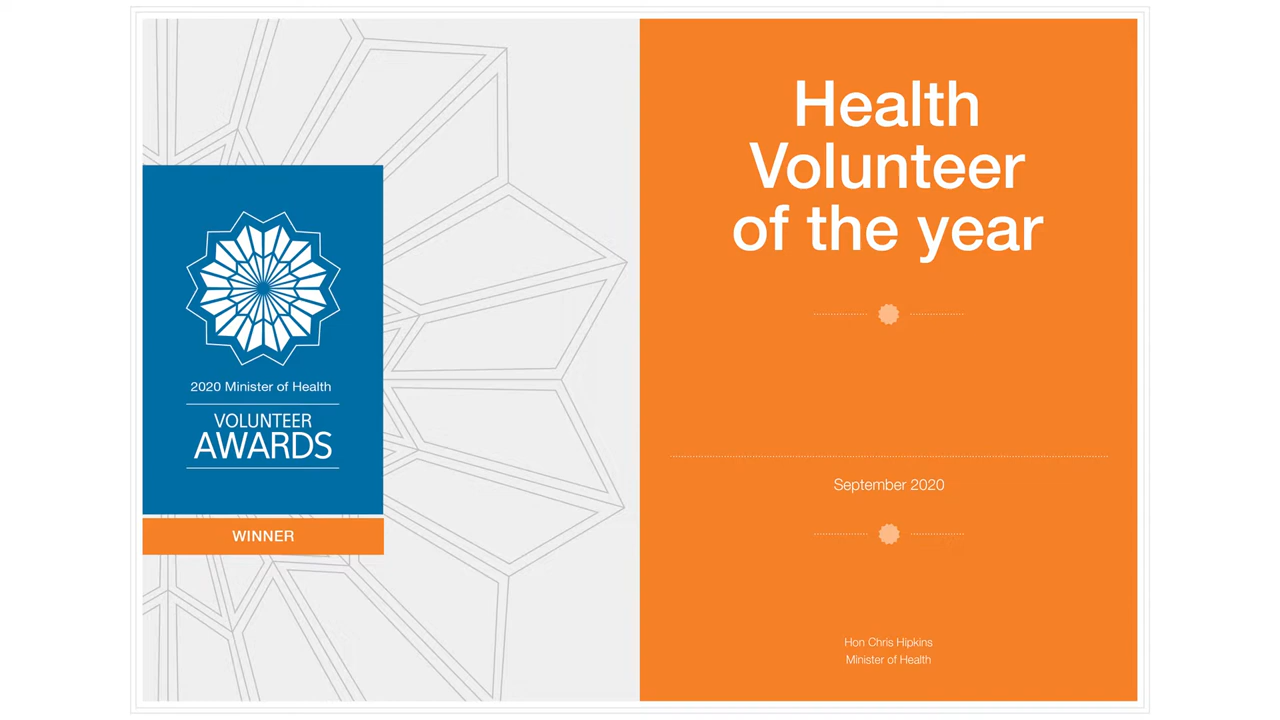 2020 Minister of Health
VOLUNTEER
AWARDS
WINNER
Health
Volunteer
of the year
September 2020
Hon Chris Hipkins
Minister of Health